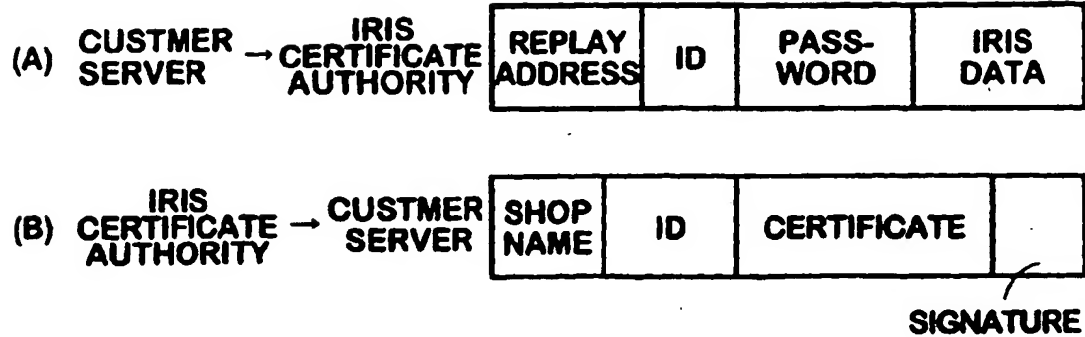 (A) CUSTMER SERVER → IRIS CERTIFICATE AUTHORITY
REPLAY ADDRESS
ID
PASS-
WORD
IRIS DATA
(B) IRIS CERTIFICATE AUTHORITY → CUSTMER SERVER
SHOP NAME
ID
CERTIFICATE
SIGNATURE